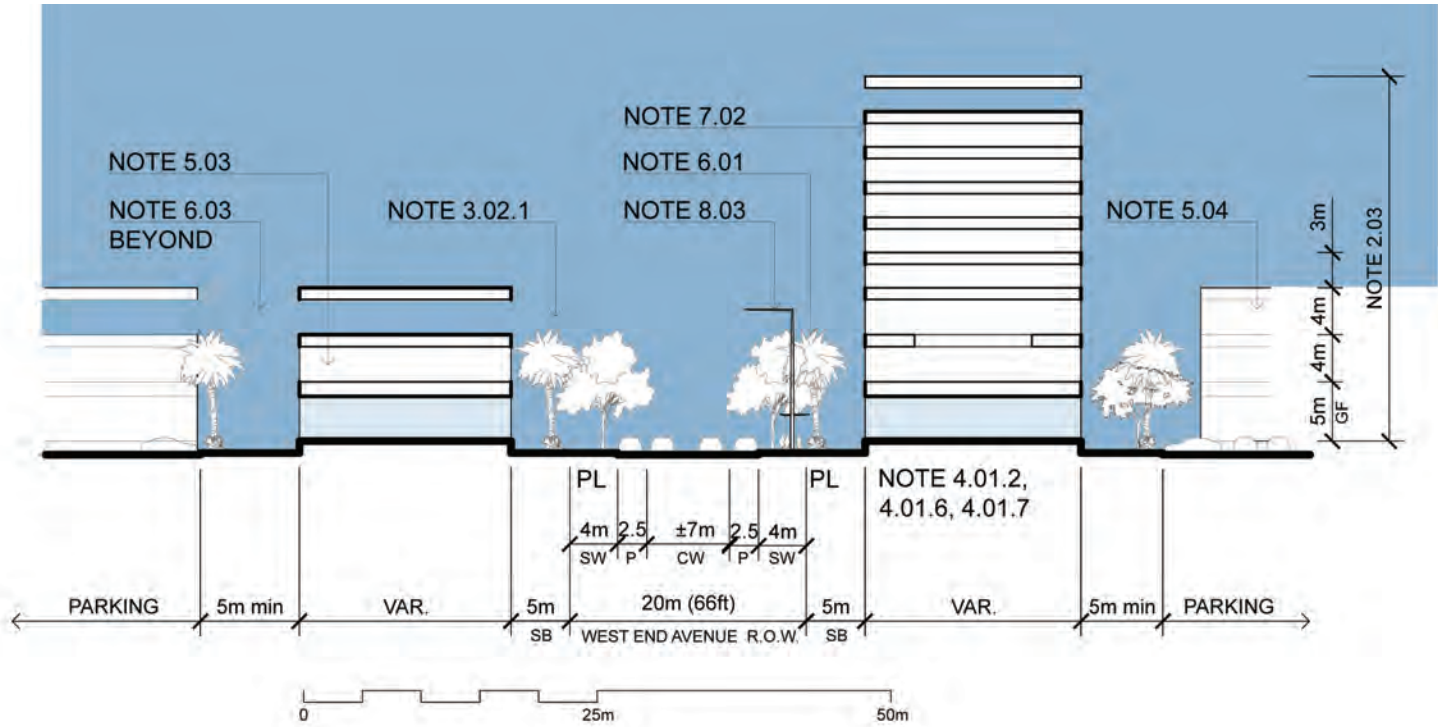 NOTE 7.02
NOTE 5.03
NOTE 6.01
NOTE 6.03
BEYOND
NOTE 3.02.1
NOTE 8.03
NOTE 5.04
3m
4m
4m
5m
GF
NOTE 2.03
PL
PL
NOTE 4.01.2,
4.01.6, 4.01.7
4m 2.5 ±7m 2.5 4m
SW P CW P SW
PARKING 5m min VAR. 5m 20m (66ft) 5m VAR. 5m min PARKING
SB WEST END AVENUE R.O.W. SB
0 25m 50m